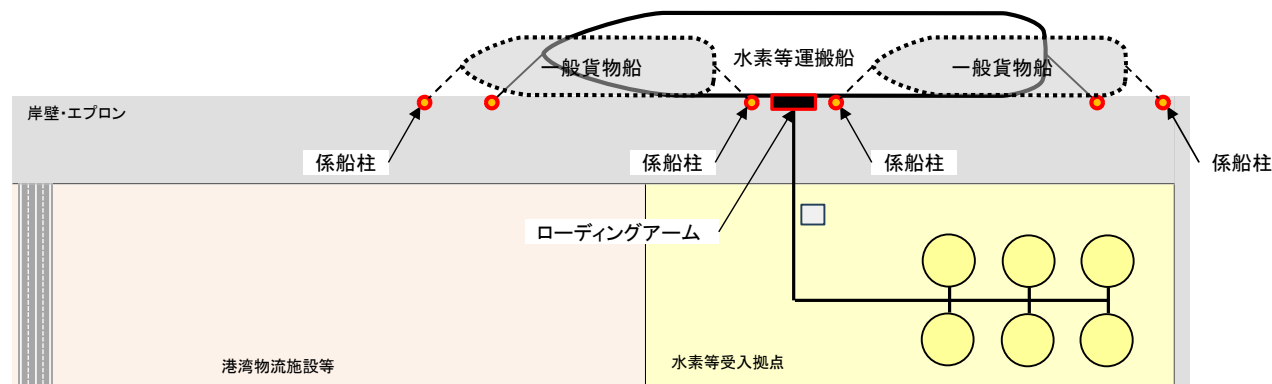 水素等運搬船
一般貨物船
一般貨物船
岸壁・エプロン
係船柱
係船柱
係船柱
係船柱
ローディングアーム
港湾物流施設等
水素等受入拠点